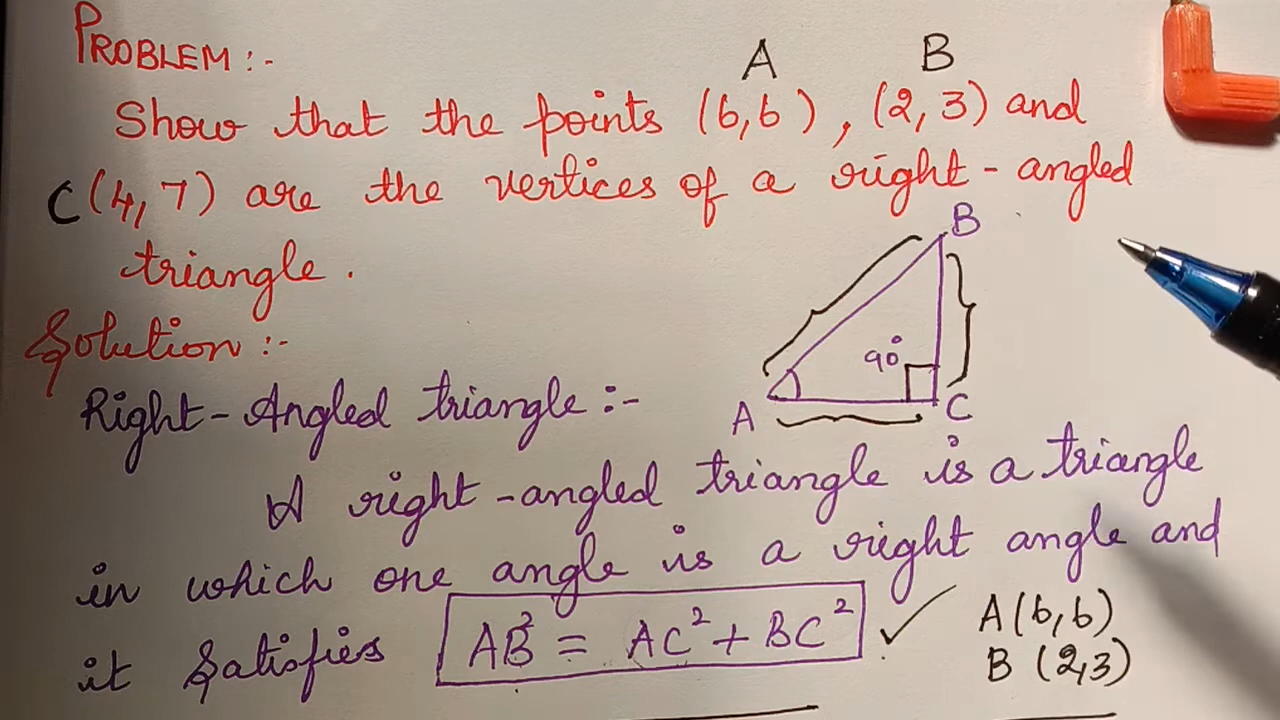 PROBLEM :-
A B
Show that the points (6,6), (2,3) and
C (4,7) are the vertices of a right-angled
triangle.
B
Solution :-
90°
Right-Angled triangle :-
A C
A right-angled triangle is a triangle
in which one angle is a right angle and
it satisfies AB² = AC² + BC² ✓
A(6,6)
B (2,3)